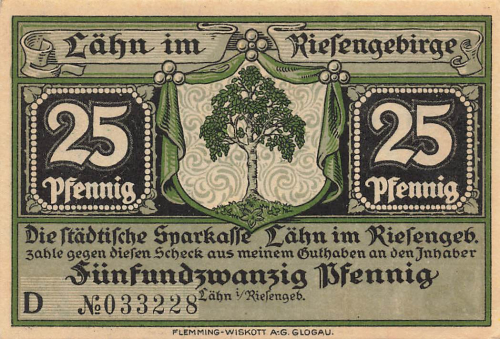 Lähn im Riesengebirge
25 Pfennig
25 Pfennig
Die städtische Sparkasse Lähn im Riesengeb.
zahle gegen diesen Scheck aus meinem Guthaben an den Inhaber
Fünfundzwanzig Pfennig
D №033228 Lähn i/Riesengeb.
FLEMMING-WISKOTT A:G. GLOGAU.